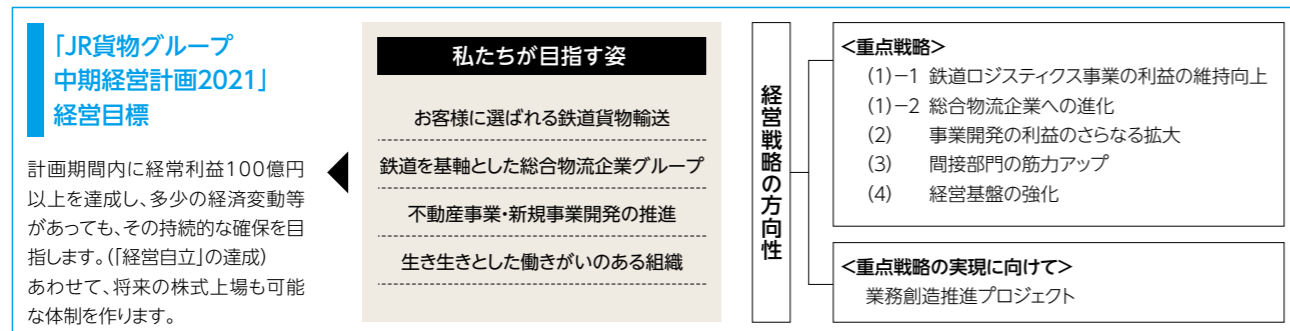 「JR貨物グループ
中期経営計画2021」
経営目標
計画期間内に経常利益100億円
以上を達成し、多少の経済変動等
があっても、その持続的な確保を目
指します。(「経営自立」の達成)
あわせて、将来の株式上場も可能
な体制を作ります。
私たちが目指す姿
お客様に選ばれる鉄道貨物輸送
鉄道を基軸とした総合物流企業グループ
不動産事業・新規事業開発の推進
生き生きとした働きがいのある組織
経営戦略の方向性
<重点戦略>
(1)−1 鉄道ロジスティクス事業の利益の維持向上
(1)−2 総合物流企業への進化
(2) 事業開発の利益のさらなる拡大
(3) 間接部門の筋力アップ
(4) 経営基盤の強化
<重点戦略の実現に向けて>
業務創造推進プロジェクト